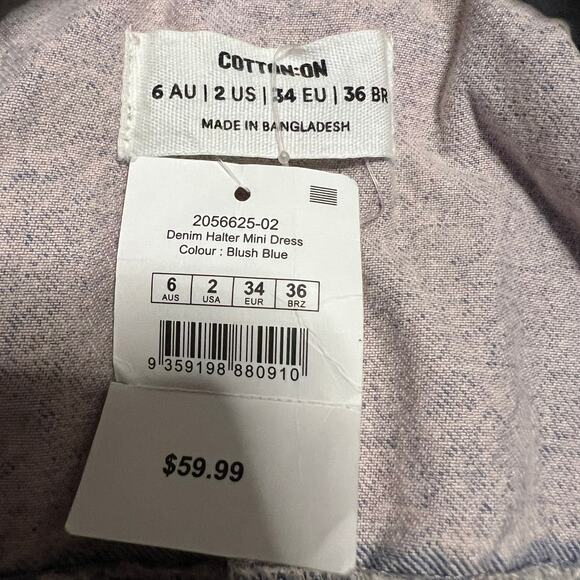 COTTON:ON
6 AU | 2 US | 34 EU | 36 BR
MADE IN BANGLADESH
2056625-02
Denim Halter Mini Dress
Colour : Blush Blue
6 2 34 36
AUS USA EUR BRZ
9 359198 880910
$59.99